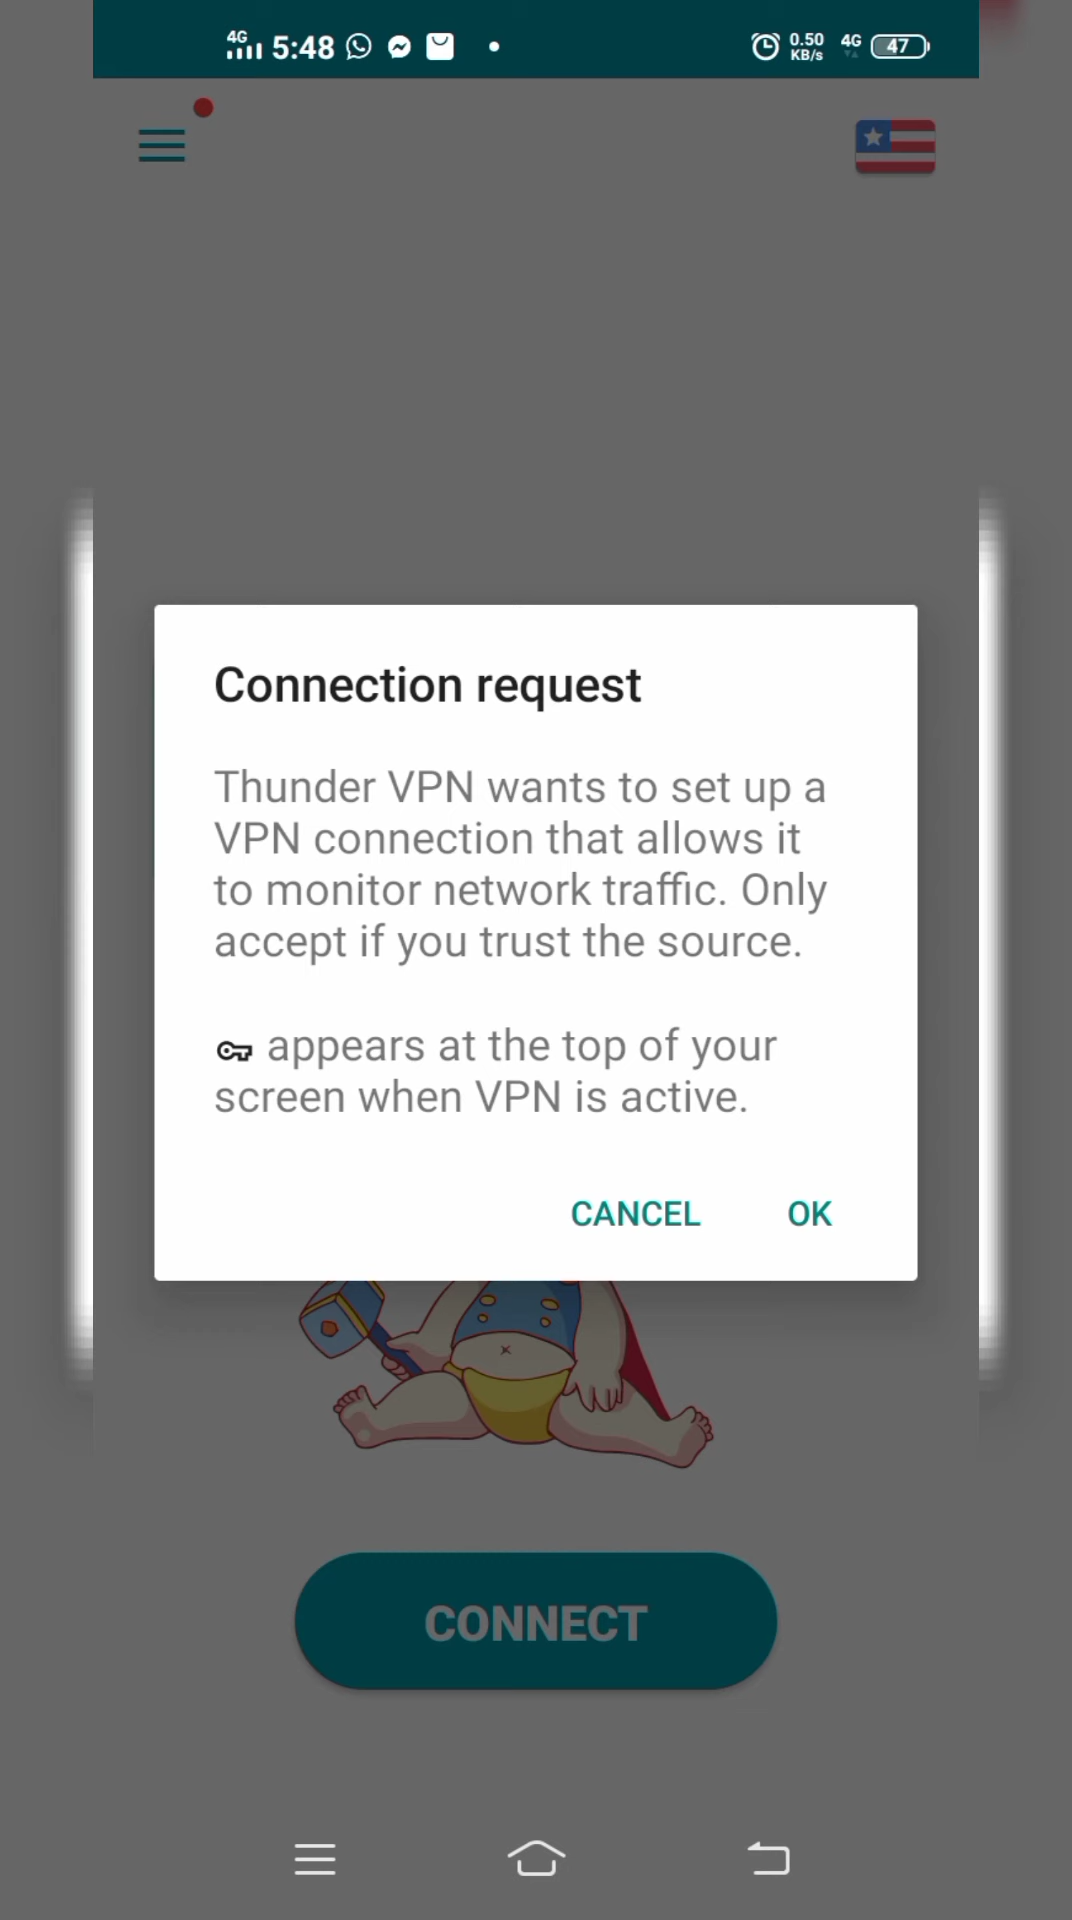 4G 5:48 0.50 KB/s 4G 47
Connection request
Thunder VPN wants to set up a
VPN connection that allows it
to monitor network traffic. Only
accept if you trust the source.
appears at the top of your
screen when VPN is active.
CANCEL OK
CONNECT